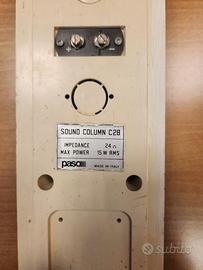 SOUND COLUMN C28
IMPEDANCE 24 Ω
MAX POWER 15 W RMS
paso MADE IN ITALY
subito